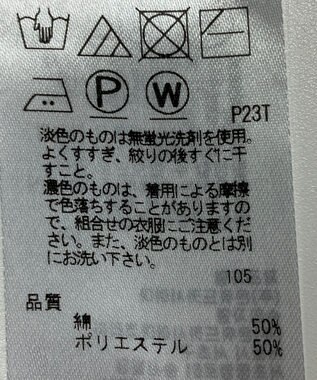 P W
P23T
淡色のものは無蛍光洗剤を使用。
よくすすぎ、絞りの後すぐに干
すこと。
濃色のものは、着用による摩擦
で色落ちすることがありますの
で、組合せの衣服にご注意くだ
さい。また、淡色のものとは別
にお洗い下さい。
105
品質
綿 50%
ポリエステル 50%